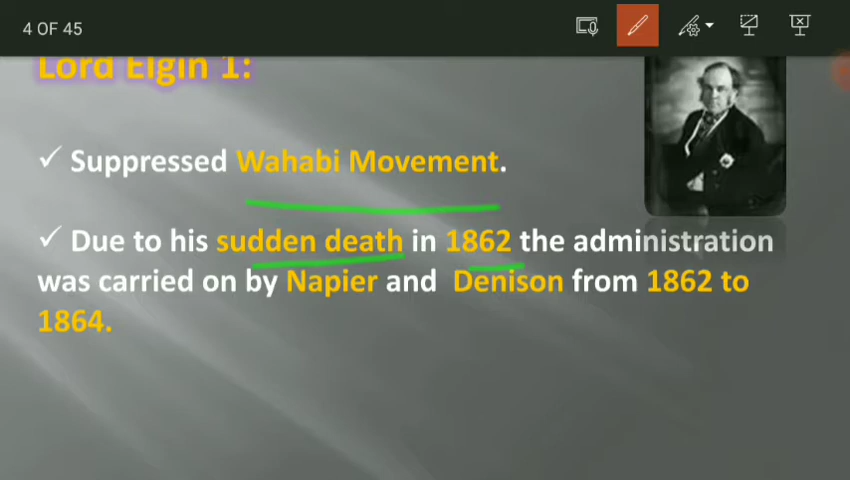 4 OF 45
Lord Elgin 1:
✓ Suppressed Wahabi Movement.
✓ Due to his sudden death in 1862 the administration
was carried on by Napier and Denison from 1862 to
1864.